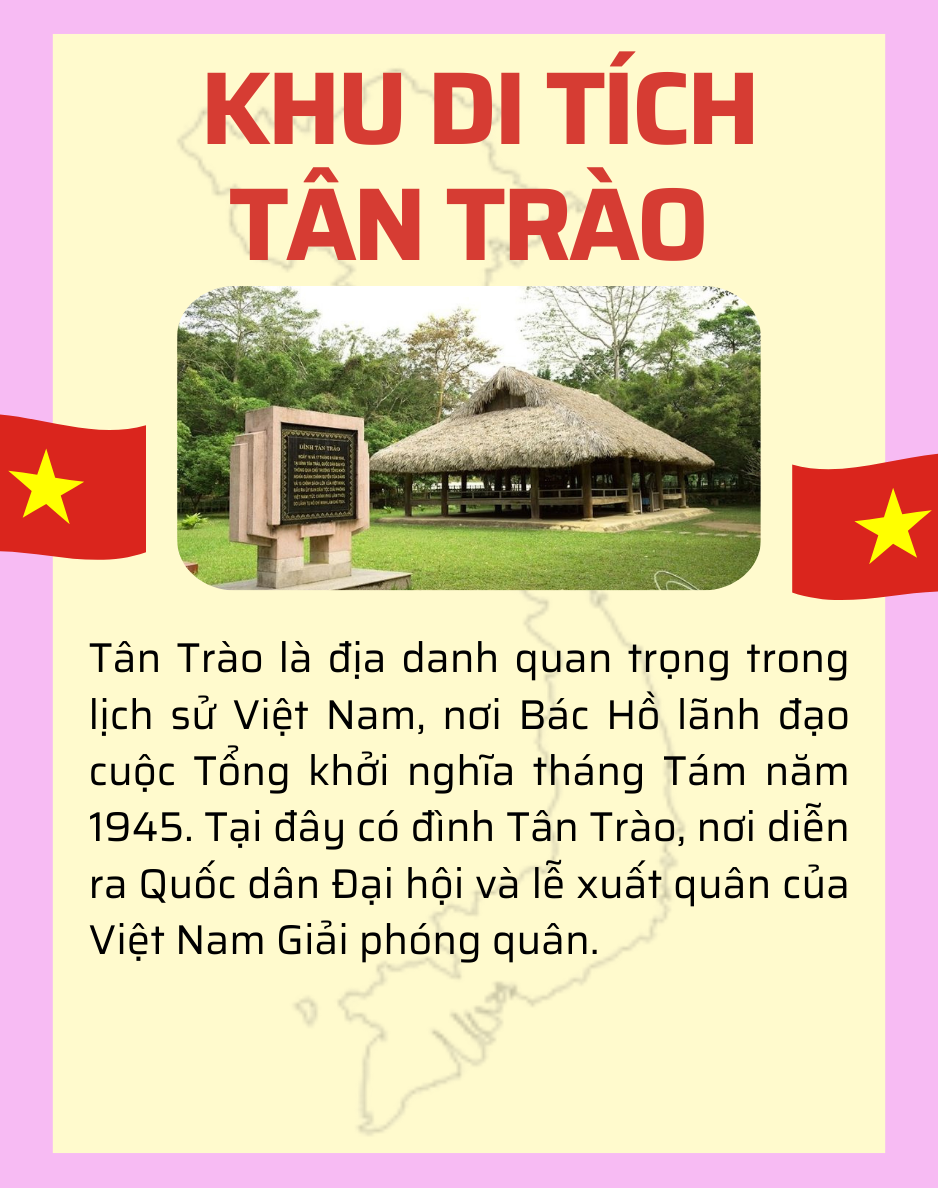 KHU DI TÍCH
TÂN TRÀO
ĐÌNH TÂN TRÀO
Tân Trào là địa danh quan trọng trong
lịch sử Việt Nam, nơi Bác Hồ lãnh đạo
cuộc Tổng khởi nghĩa tháng Tám năm
1945. Tại đây có đình Tân Trào, nơi diễn
ra Quốc dân Đại hội và lễ xuất quân của
Việt Nam Giải phóng quân.